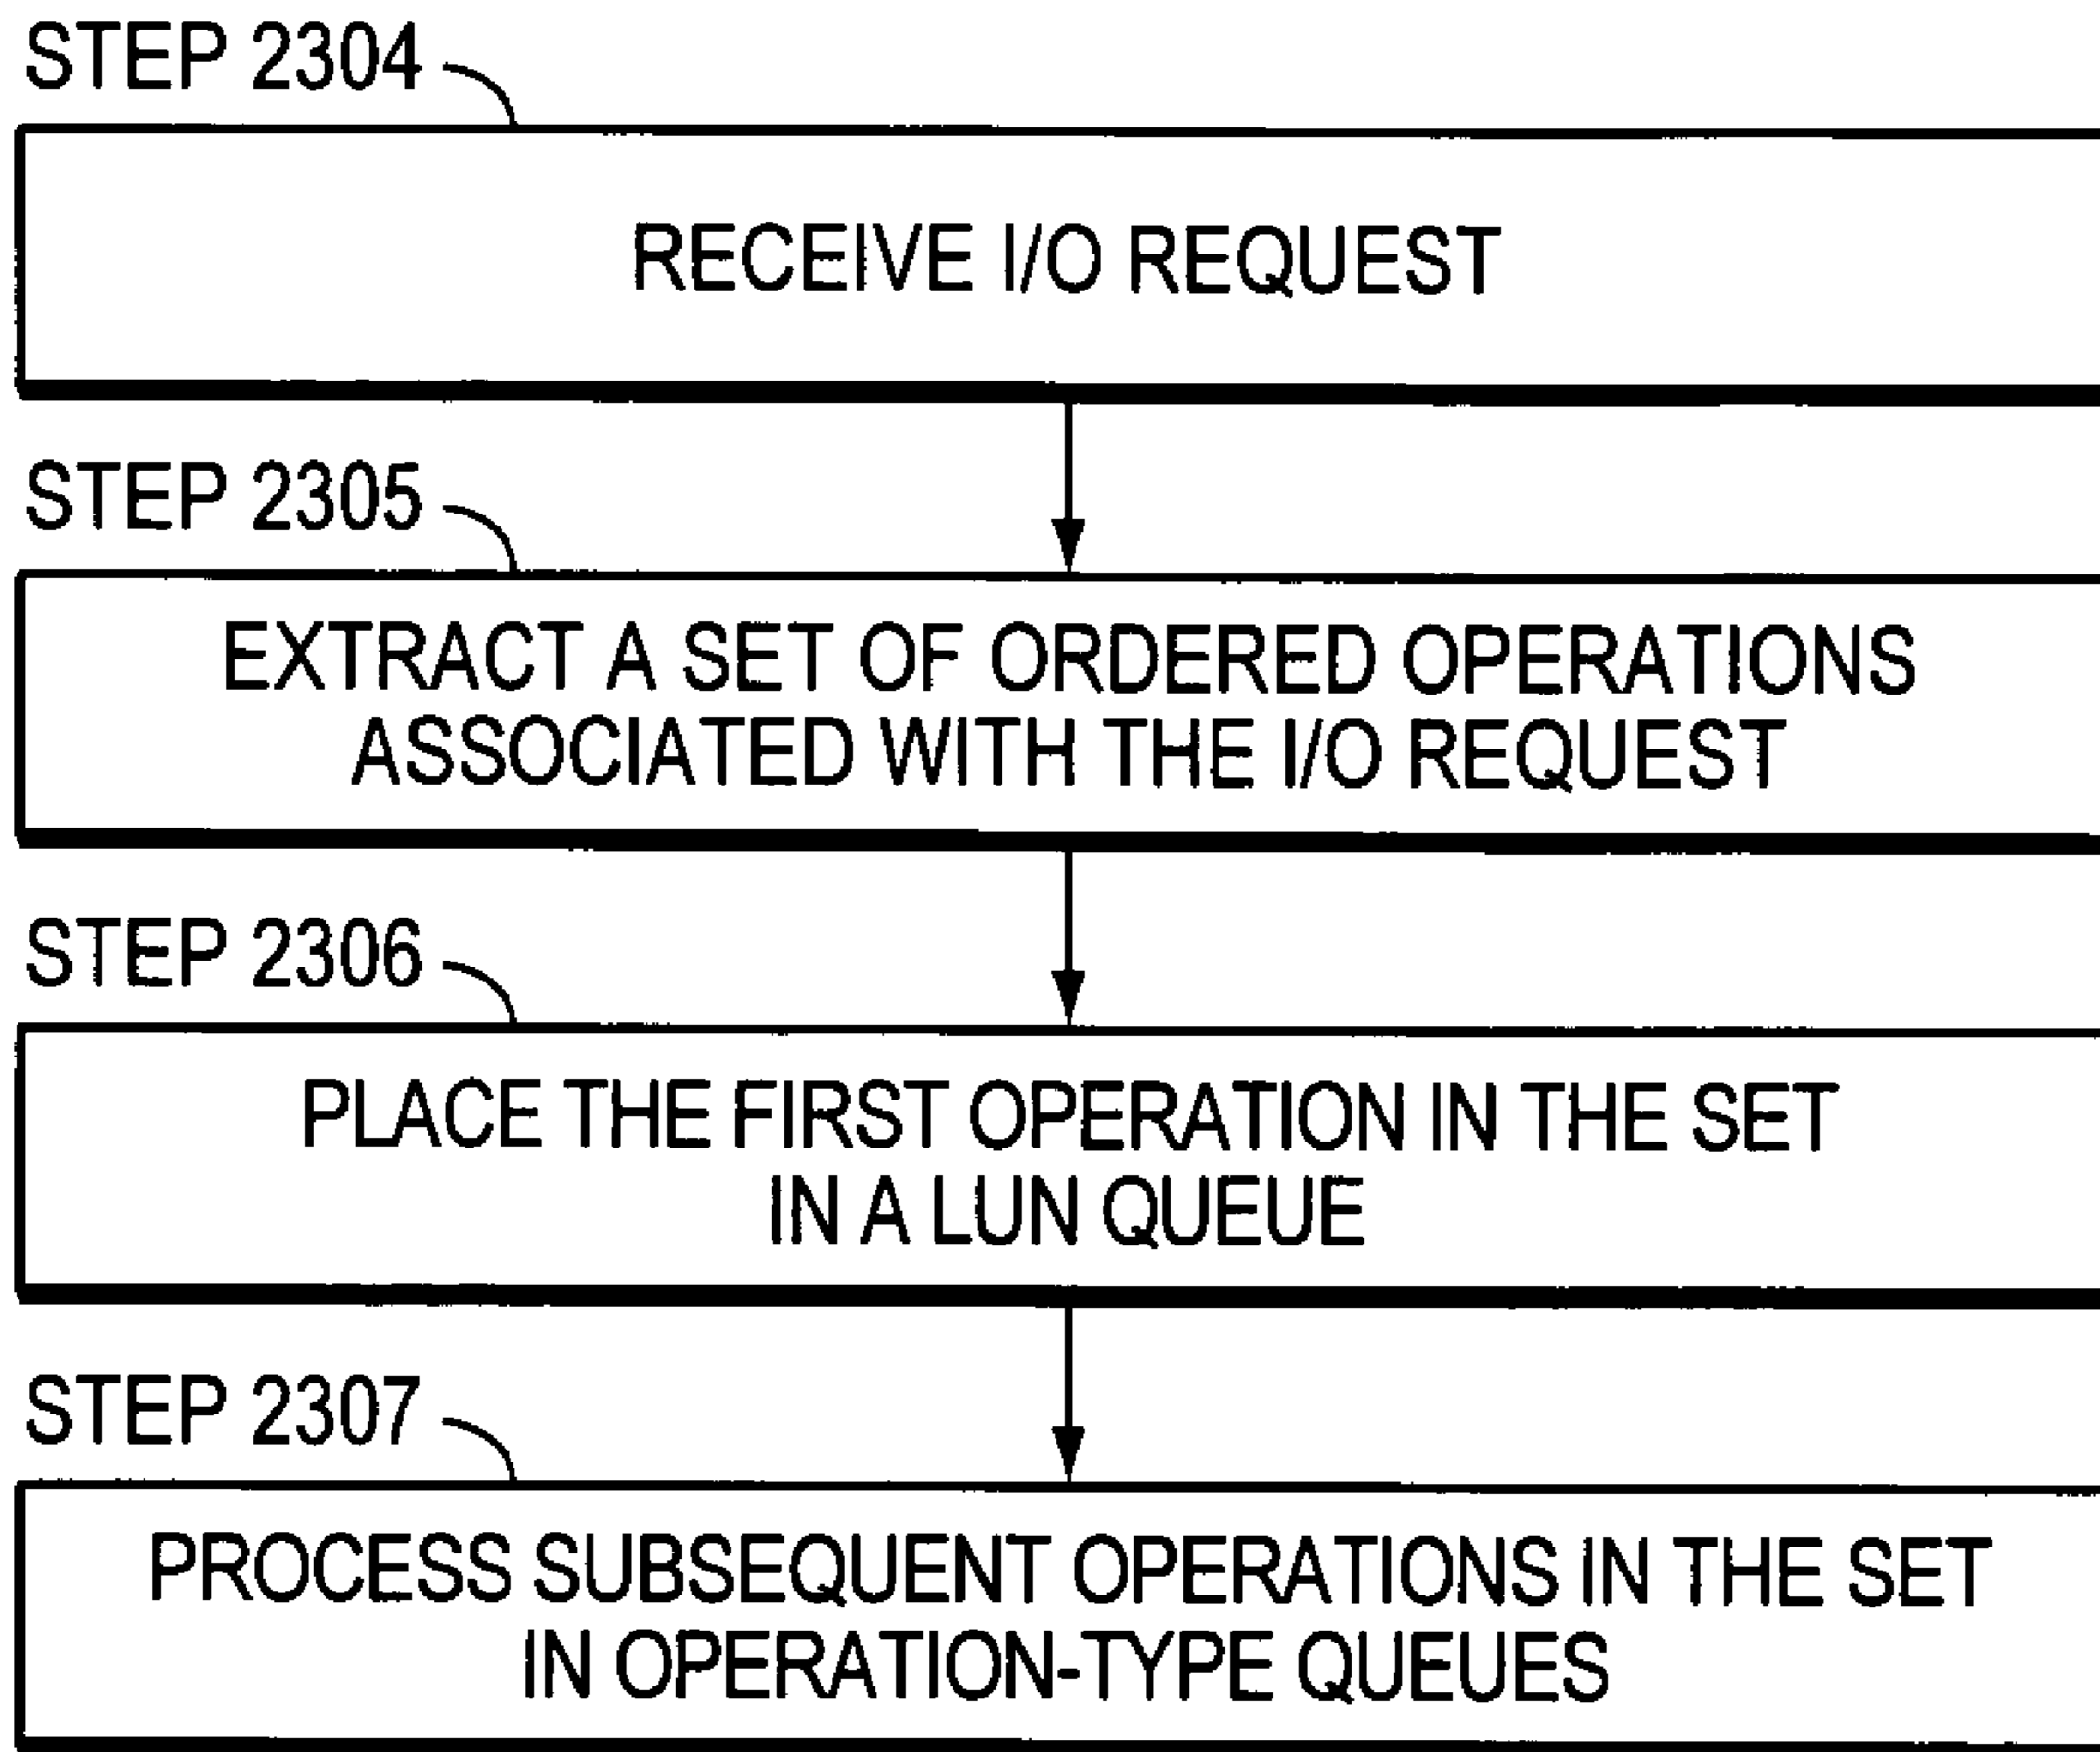 STEP 2304
RECEIVE I/O REQUEST
STEP 2305
EXTRACT A SET OF ORDERED OPERATIONS
ASSOCIATED WITH THE I/O REQUEST
STEP 2306
PLACE THE FIRST OPERATION IN THE SET
IN A LUN QUEUE
STEP 2307
PROCESS SUBSEQUENT OPERATIONS IN THE SET
IN OPERATION-TYPE QUEUES